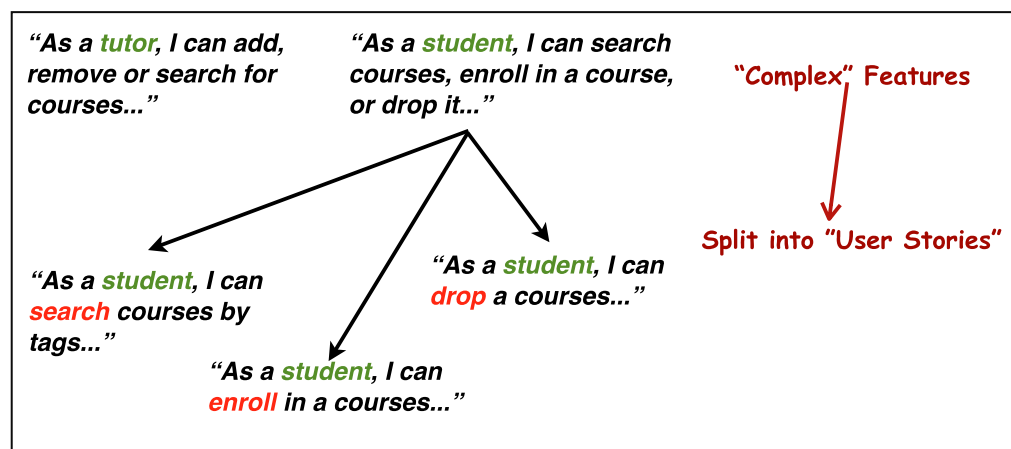 “As a tutor, I can add,
remove or search for
courses...”
“As a student, I can search
courses, enroll in a course,
or drop it...”
“Complex” Features
Split into ”User Stories”
“As a student, I can
search courses by
tags...”
“As a student, I can
drop a courses...”
“As a student, I can
enroll in a courses...”